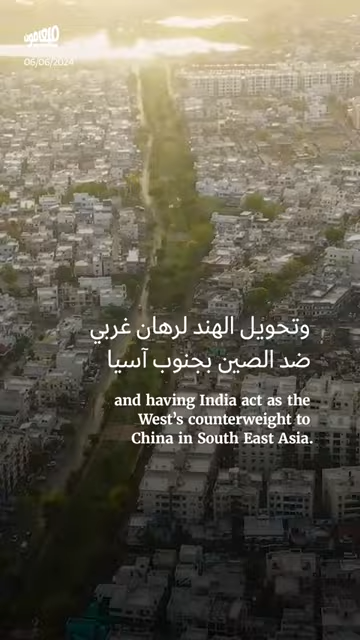 06/06/2024
وتحويل الهند لرهان غربي
ضد الصين بجنوب آسيا
and having India act as the
West's counterweight to
China in South East Asia.